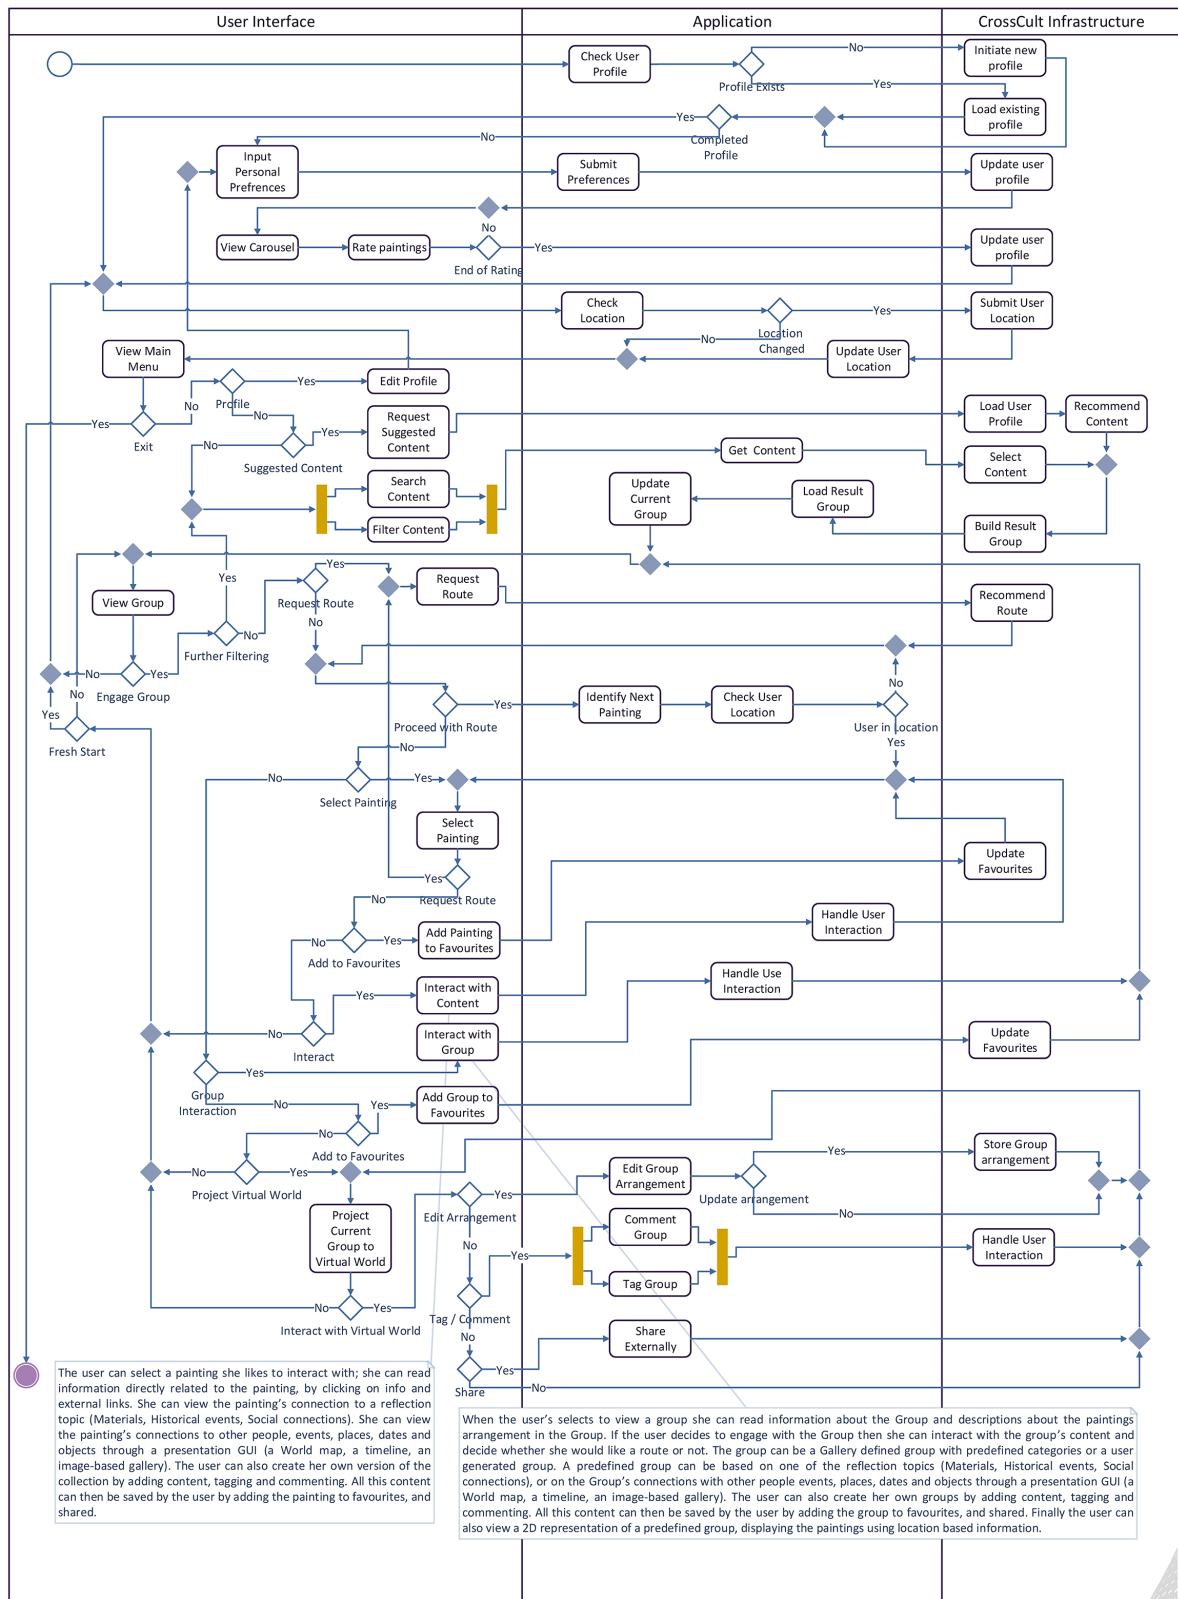 User Interface
Application
CrossCult Infrastructure
Check User
Profile
Profile Exists
No
Yes
Initiate new
profile
Load existing
profile
Completed
Profile
Yes
No
Input
Personal
Prefrences
Submit
Preferences
Update user
profile
View Carousel
Rate paintings
No
End of Rating
Yes
Update user
profile
Check
Location
Location
Changed
Yes
No
Submit User
Location
Update User
Location
View Main
Menu
Exit
Yes
No
Profile
Yes
No
Edit Profile
Suggested Content
Yes
No
Request
Suggested
Content
Load User
Profile
Recommend
Content
Get  Content
Select
Content
Search
Content
Filter Content
Update
Current
Group
Load Result
Group
Build Result
Group
View Group
Engage Group
No
Yes
Further Filtering
Yes
No
Request Route
Yes
No
Request
Route
Recommend
Route
Fresh Start
Yes
No
Proceed with Route
Yes
No
Identify Next
Painting
Check User
Location
User in Location
No
Yes
Select Painting
No
Yes
Select
Painting
Request Route
Yes
No
Update
Favourites
Add to Favourites
No
Yes
Add Painting
to Favourites
Handle User
Interaction
Interact
No
Yes
Interact with
Content
Handle Use
Interaction
Interact with
Group
Update
Favourites
Group
Interaction
Yes
No
Add Group to
Favourites
Add to Favourites
Yes
No
Project Virtual World
No
Yes
Project
Current
Group to
Virtual World
Interact with Virtual World
No
Yes
Edit Arrangement
Yes
No
Edit Group
Arrangement
Update arrangement
Yes
No
Store Group
arrangement
Comment
Group
Tag Group
Handle User
Interaction
Tag / Comment
Yes
No
Share
Externally
Share
Yes
No
The user can select a painting she likes to interact with; she can read
information directly related to the painting, by clicking on info and
external links. She can view the painting’s connection to a reflection
topic (Materials, Historical events, Social connections). She can view
the painting’s connections to other people, events, places, dates and
objects through a presentation GUI (a World map, a timeline, an
image-based gallery). The user can also create her own version of the
collection by adding content, tagging and commenting. All this content
can then be saved by the user by adding the painting to favourites, and
shared.
When the user’s selects to view a group she can read information about the Group and descriptions about the paintings
arrangement in the Group. If the user decides to engage with the Group then she can interact with the group’s content and
decide whether she would like a route or not. The group can be a Gallery defined group with predefined categories or a user
generated group. A predefined group can be based on one of the reflection topics (Materials, Historical events, Social
connections), or on the Group’s connections with other people events, places, dates and objects through a presentation GUI (a
World map, a timeline, an image-based gallery). The user can also create her own groups by adding content, tagging and
commenting. All this content can then be saved by the user by adding the group to favourites, and shared. Finally the user can
also view a 2D representation of a predefined group, displaying the paintings using location based information.